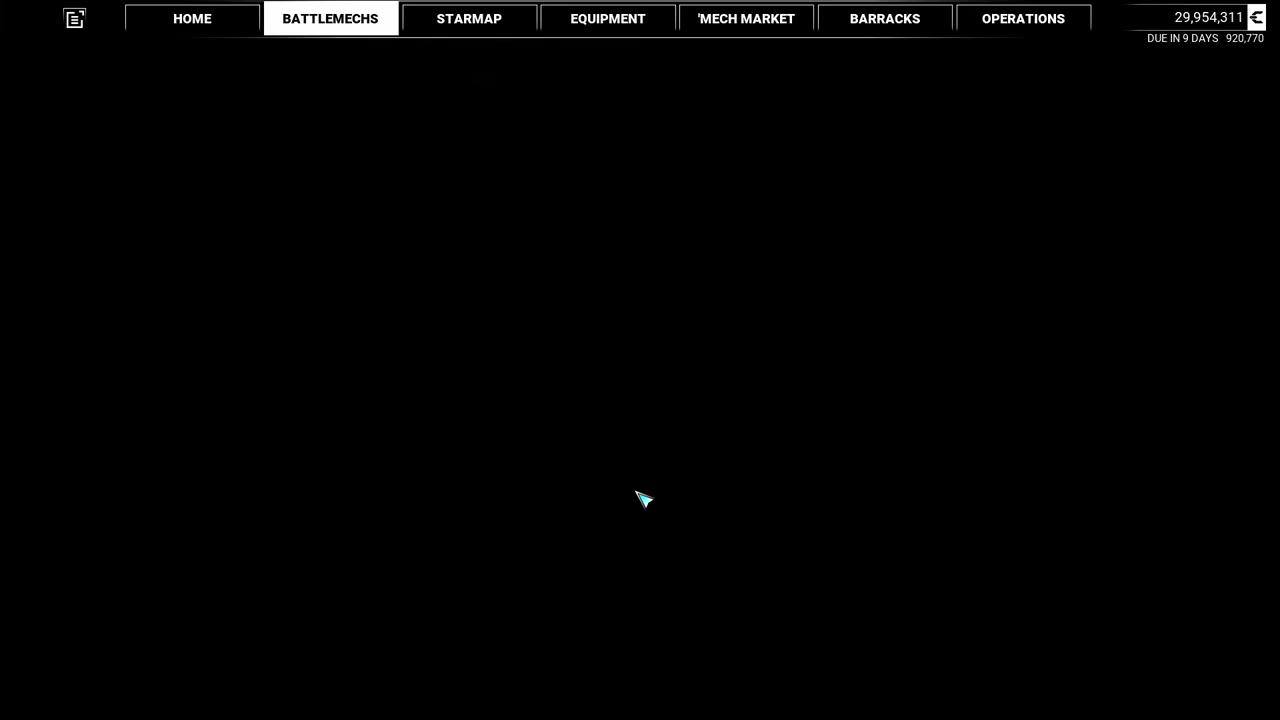 HOME
BATTLEMECHS
STARMAP
EQUIPMENT
'MECH MARKET
BARRACKS
OPERATIONS
29,954,311
DUE IN 9 DAYS 920,770